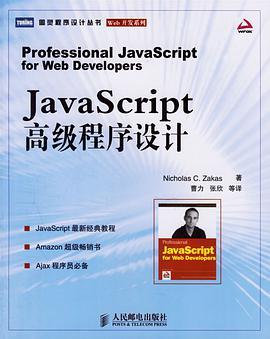 TURING
图灵程序设计丛书
Web开发系列
WROX
Professional JavaScript
for Web Developers
JavaScript
高级程序设计
Nicholas C. Zakas 著
曹力 张欣 等译
JavaScript 最新经典教程
Amazon 超级畅销书
Ajax 程序员必备
Professional
JavaScript
for Web Developers
人民邮电出版社
POSTS & TELECOM PRESS